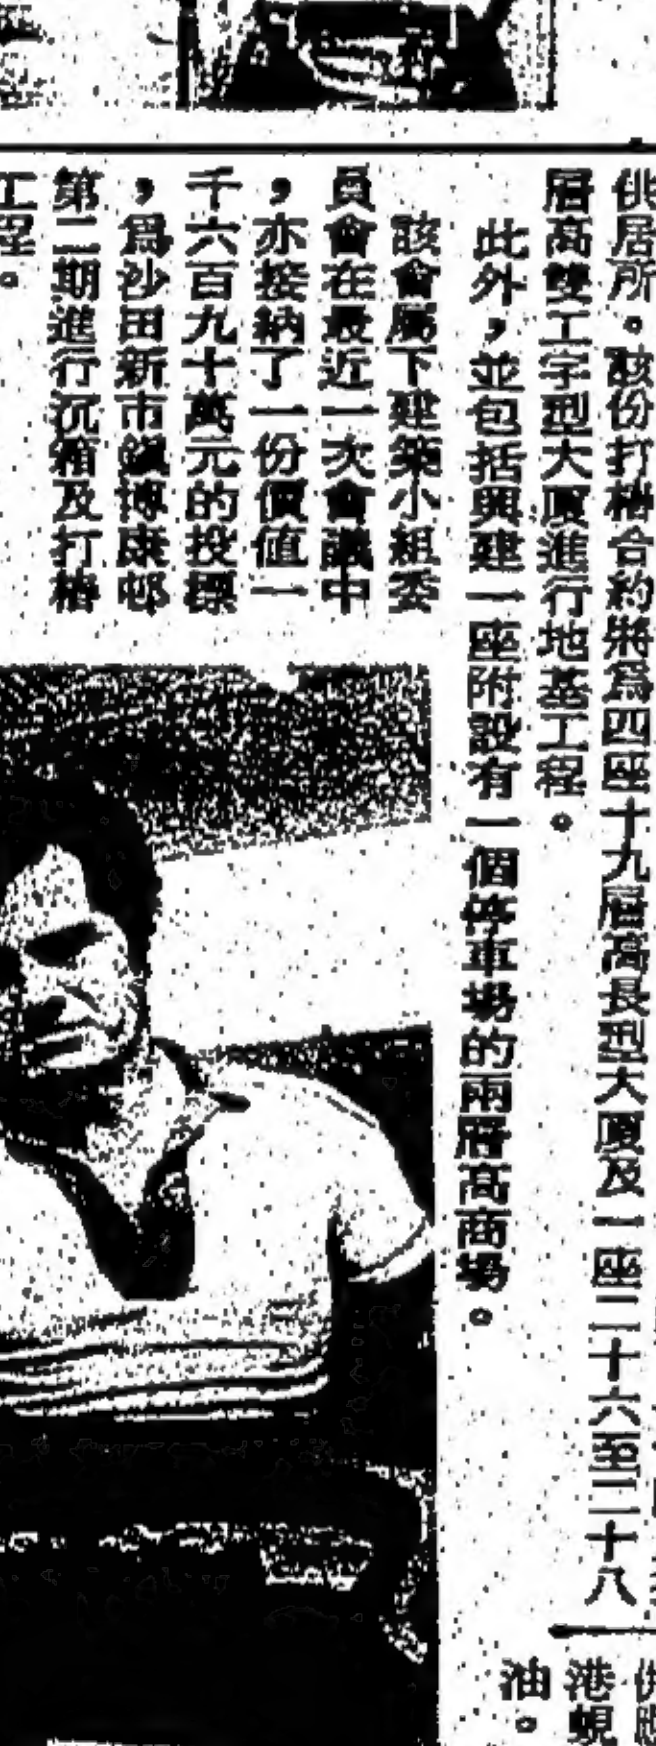 供居所。該份打樁合約將爲四座十九層高長型大厦及一座二十六至二十八
層高雙工字型大厦進行地基工程。
此外，並包括興建一座附設有一個停車場的兩層高商場。
該會屬下建築小組委
員會在最近一次會議中
，亦接納了一份價值一
千六百九十萬元的投標
，爲沙田新市鎮博康邨
第二期進行沉箱及打樁
工程。
港蜆
油。